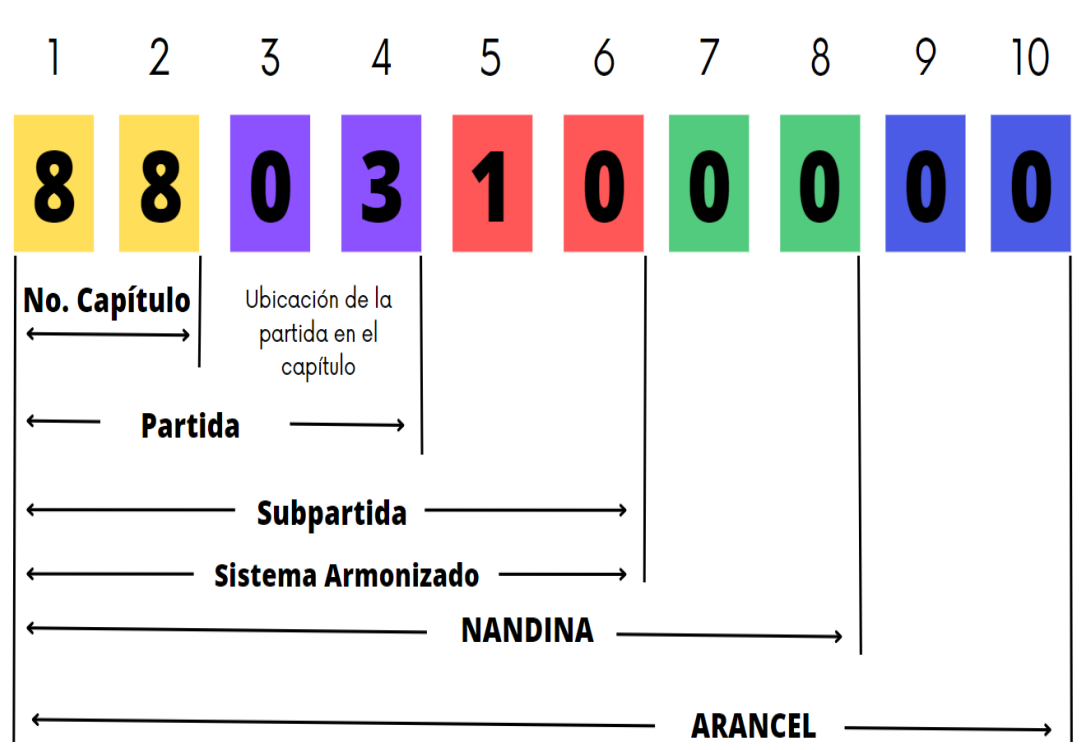 1 2 3 4 5 6 7 8 9 10
8 8 0 3 1 0 0 0 0 0
No. Capítulo
Ubicación de la
partida en el
capítulo
Partida
Subpartida
Sistema Armonizado
NANDINA
ARANCEL